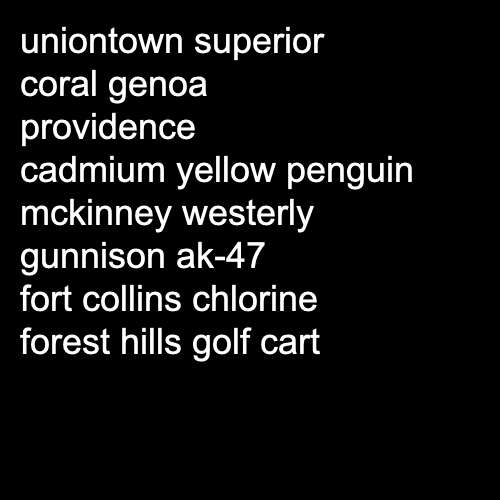 uniontown superior
coral genoa
providence
cadmium yellow penguin
mckinney westerly
gunnison ak-47
fort collins chlorine
forest hills golf cart